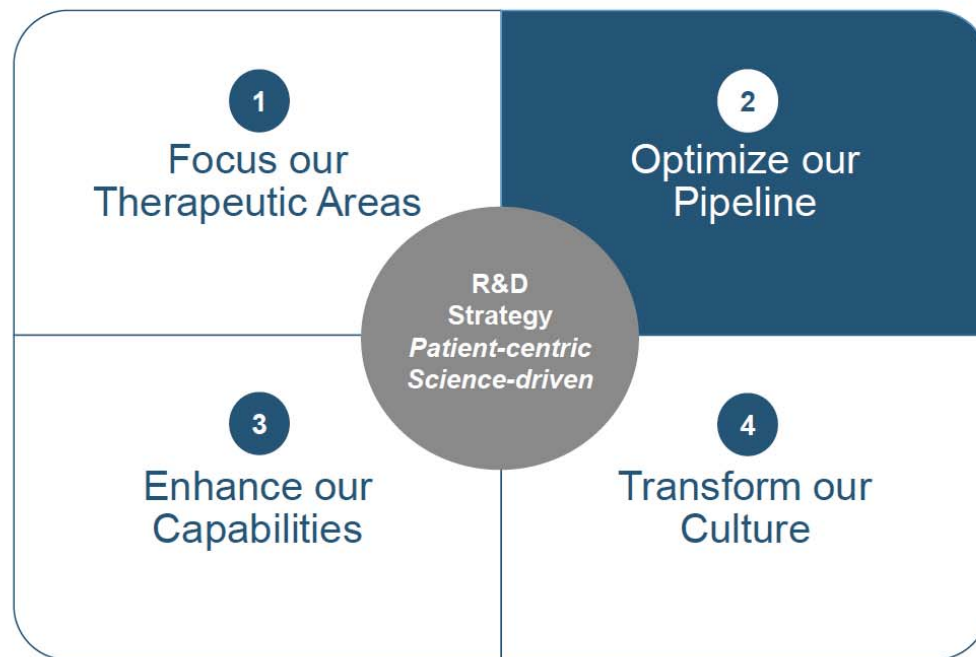 1
Focus our
Therapeutic Areas
2
Optimize our
Pipeline
R&D
Strategy
Patient-centric
Science-driven
3
Enhance our
Capabilities
4
Transform our
Culture